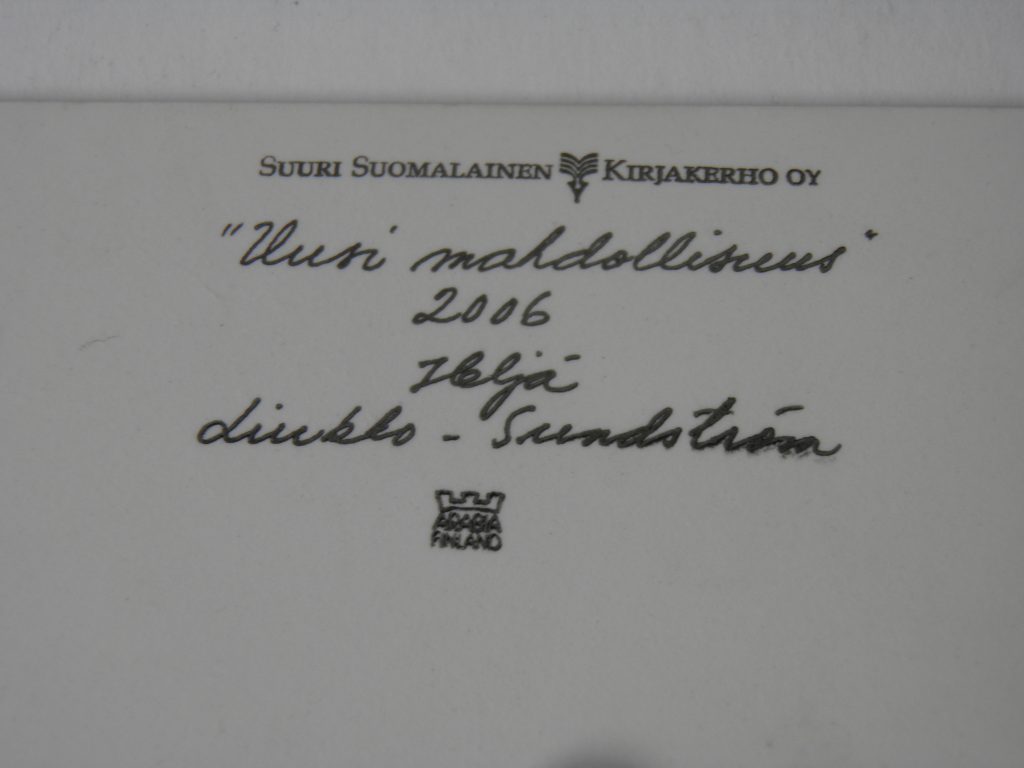 SUURI SUOMALAINEN KIRJAKERHO OY
"Uusi mahdollisuus"
2006
Heljä
Liukko - Sundström
ARABIA
FINLAND